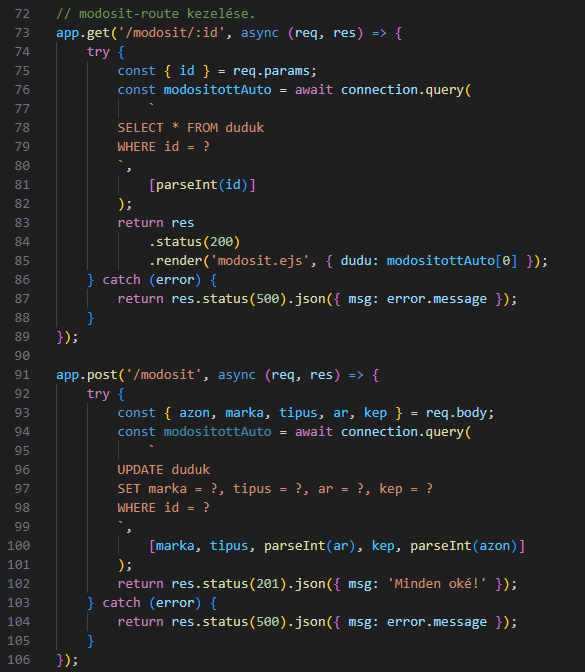 72 // modosit-route kezelése.
73 app.get('/modosit/:id', async (req, res) => {
74     try {
75         const { id } = req.params;
76         const modositottAuto = await connection.query(
77             `
78         SELECT * FROM duduk
79         WHERE id = ?
80         `,
81             [parseInt(id)]
82         );
83         return res
84             .status(200)
85             .render('modosit.ejs', { dudu: modositottAuto[0] });
86     } catch (error) {
87         return res.status(500).json({ msg: error.message });
88     }
89 });
90
91 app.post('/modosit', async (req, res) => {
92     try {
93         const { azon, marka, tipus, ar, kep } = req.body;
94         const modositottAuto = await connection.query(
95             `
96         UPDATE duduk
97         SET marka = ?, tipus = ?, ar = ?, kep = ?
98         WHERE id = ?
99         `,
100             [marka, tipus, parseInt(ar), kep, parseInt(azon)]
101         );
102         return res.status(201).json({ msg: 'Minden oké!' });
103     } catch (error) {
104         return res.status(500).json({ msg: error.message });
105     }
106 });